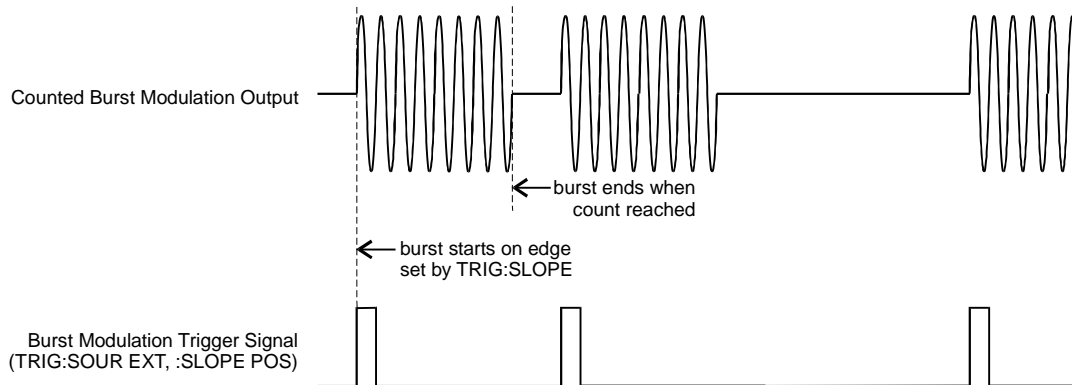 Counted Burst Modulation Output
burst ends when
count reached
burst starts on edge
set by TRIG:SLOPE
Burst Modulation Trigger Signal
(TRIG:SOUR EXT, :SLOPE POS)